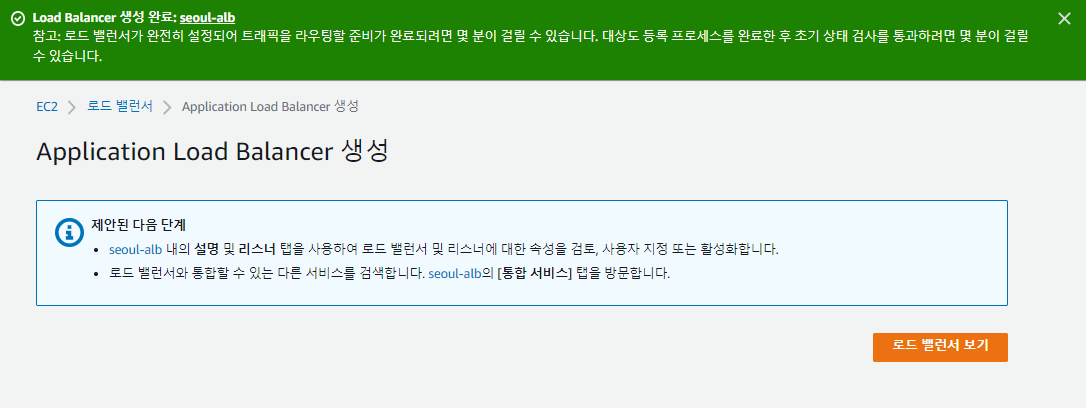 Load Balancer 생성 완료: seoul-alb
참고: 로드 밸런서가 완전히 설정되어 트래픽을 라우팅할 준비가 완료되려면 몇 분이 걸릴 수 있습니다. 대상도 등록 프로세스를 완료한 후 초기 상태 검사를 통과하려면 몇 분이 걸릴
수 있습니다.
EC2 > 로드 밸런서 > Application Load Balancer 생성
Application Load Balancer 생성
제안된 다음 단계
• seoul-alb 내의 설명 및 리스너 탭을 사용하여 로드 밸런서 및 리스너에 대한 속성을 검토, 사용자 지정 또는 활성화합니다.
• 로드 밸런서와 통합할 수 있는 다른 서비스를 검색합니다. seoul-alb의 [통합 서비스] 탭을 방문합니다.
로드 밸런서 보기